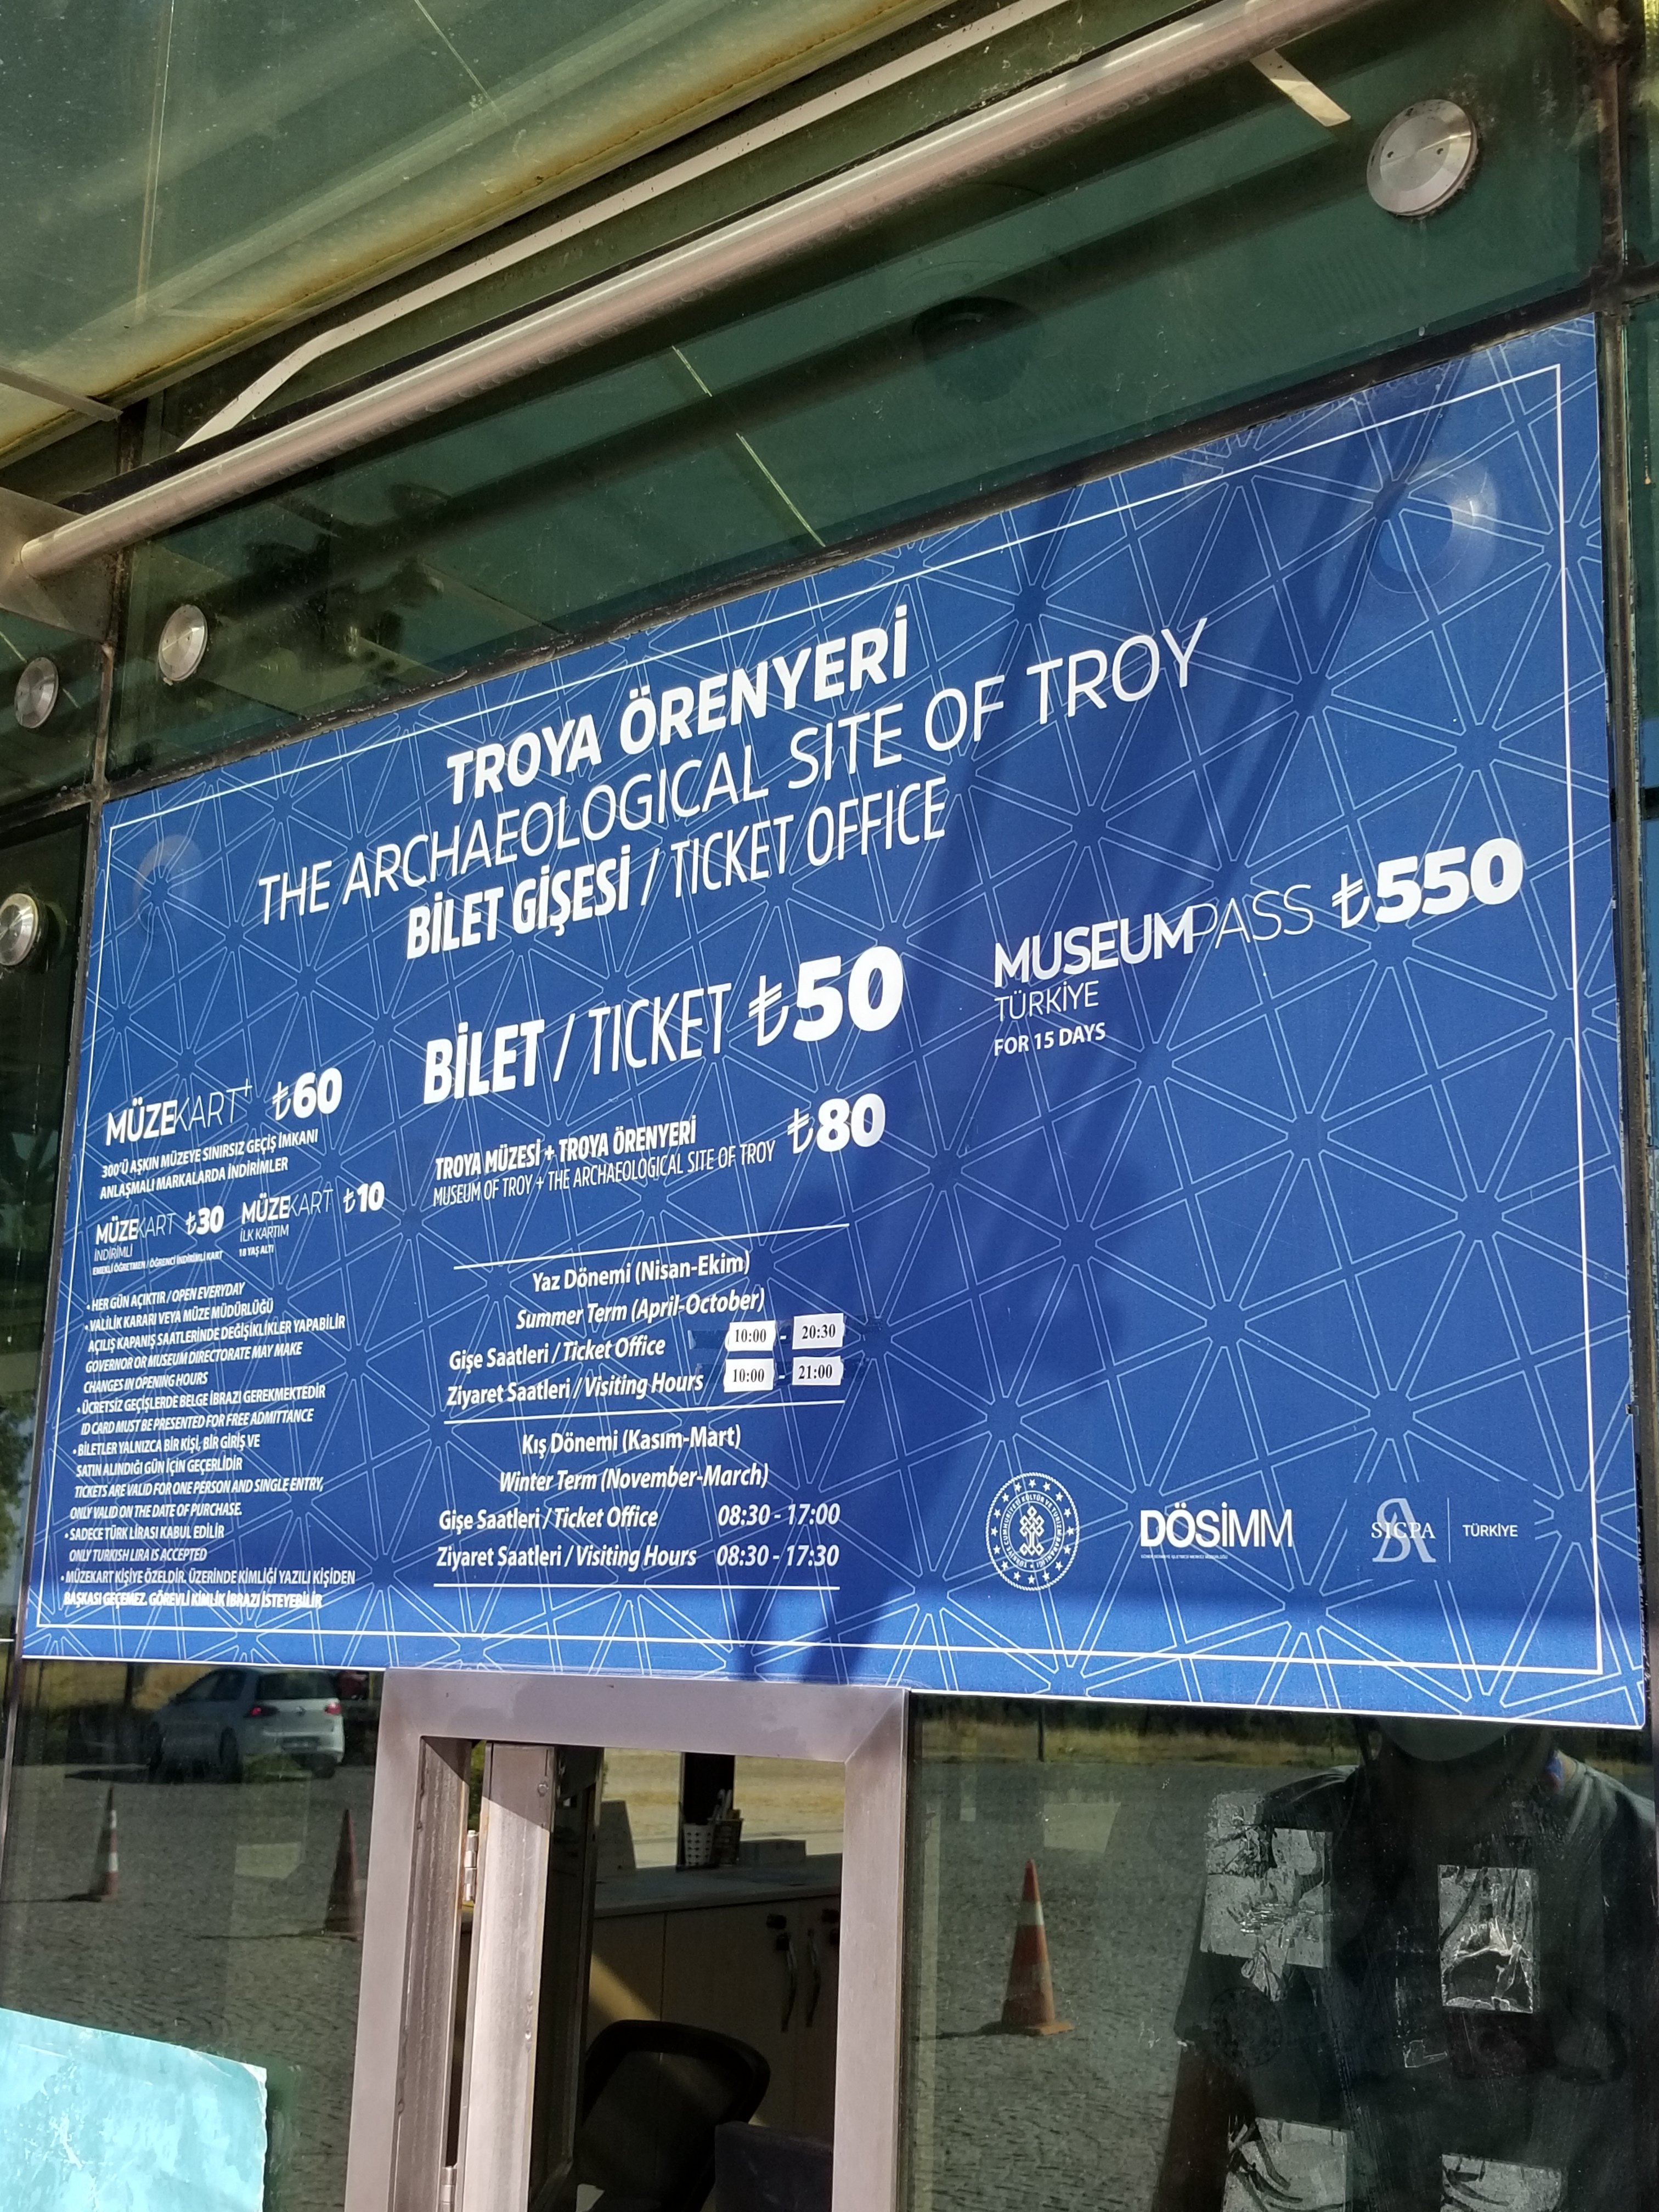 TROYA ÖRENYERİ
THE ARCHAEOLOGICAL SITE OF TROY
BİLET GİŞESİ / TICKET OFFICE
BİLET / TICKET ₺50
TROYA MÜZESİ + TROYA ÖRENYERİ ₺80
MUSEUM OF TROY + THE ARCHAEOLOGICAL SITE OF TROY
MUSEUMPASS ₺550
TÜRKİYE
FOR 15 DAYS
MÜZEKART+ ₺60
300'Ü AŞKIN MÜZEYE SINIRSIZ GEÇİŞ İMKANI
ANLAŞMALI MARKALARDA İNDİRİMLER
MÜZEKART ₺30
İNDİRİMLİ
EMEKLİ ÖĞRETMEN / ÖĞRENCİ İNDİRİMLİ KART
MÜZEKART ₺10
İLK KARTIM
18 YAŞ ALTI
• HER GÜN AÇIKTIR / OPEN EVERYDAY
• VALİLİK KARARI VEYA MÜZE MÜDÜRLÜĞÜ
AÇILIŞ KAPANIŞ SAATLERİNDE DEĞİŞİKLİKLER YAPABİLİR
GOVERNOR OR MUSEUM DIRECTORATE MAY MAKE
CHANGES IN OPENING HOURS
• ÜCRETSİZ GEÇİŞLERDE BELGE İBRAZI GEREKMEKTEDİR
ID CARD MUST BE PRESENTED FOR FREE ADMITTANCE
• BİLETLER YALNIZCA BİR KİŞİ, BİR GİRİŞ VE
SATIN ALINDIĞI GÜN İÇİN GEÇERLİDİR
TICKETS ARE VALID FOR ONE PERSON AND SINGLE ENTRY,
ONLY VALID ON THE DATE OF PURCHASE.
• SADECE TÜRK LİRASI KABUL EDİLİR
ONLY TURKISH LIRA IS ACCEPTED
• MÜZEKART KİŞİYE ÖZELDİR. ÜZERİNDE KİMLİĞİ YAZILI KİŞİDEN
BAŞKASI GEÇEMEZ. GÖREVLİ KİMLİK İBRAZI İSTEYEBİLİR
Yaz Dönemi (Nisan-Ekim)
Summer Term (April-October)
Gişe Saatleri / Ticket Office 10:00 - 20:30
Ziyaret Saatleri / Visiting Hours 10:00 - 21:00
Kış Dönemi (Kasım-Mart)
Winter Term (November-March)
Gişe Saatleri / Ticket Office 08:30 - 17:00
Ziyaret Saatleri / Visiting Hours 08:30 - 17:30
DÖSİMM
SICPA
TÜRKİYE